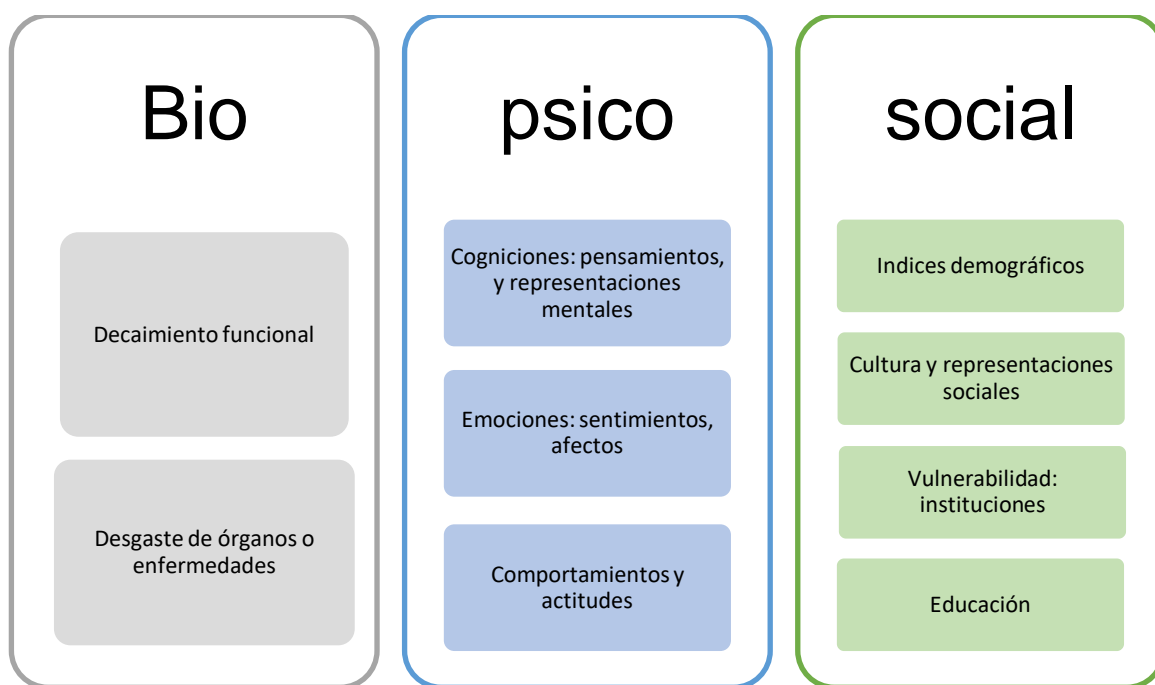 Bio
Decaimiento funcional
Desgaste de órganos o
enfermedades
psico
Cogniciones: pensamientos,
y representaciones
mentales
Emociones: sentimientos,
afectos
Comportamientos y
actitudes
social
Indices demográficos
Cultura y representaciones
sociales
Vulnerabilidad:
instituciones
Educación